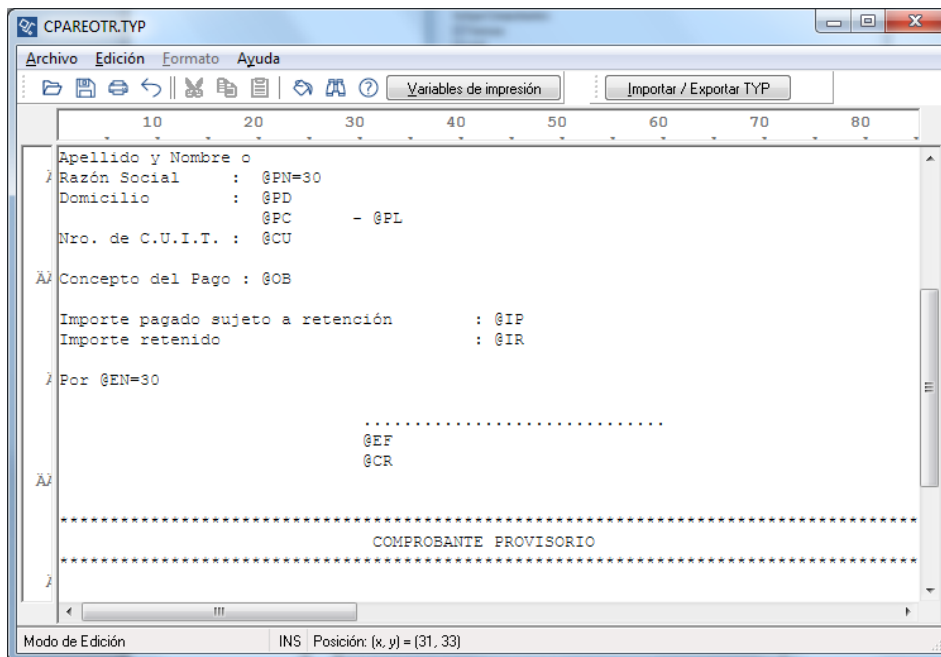 CPAREOTR.TYP
Archivo Edición Formato Ayuda
Variables de impresión Importar / Exportar TYP
10 20 30 40 50 60 70 80
Apellido y Nombre o
Razón Social : @PN=30
Domicilio : @PD
@PC - @PL
Nro. de C.U.I.T. : @CU
Concepto del Pago : @OB
Importe pagado sujeto a retención : @IP
Importe retenido : @IR
Por @EN=30
..............................
@EF
@CR
*************************************************************************************
COMPROBANTE PROVISORIO
*************************************************************************************
Modo de Edición INS Posición: (x, y) = (31, 33)